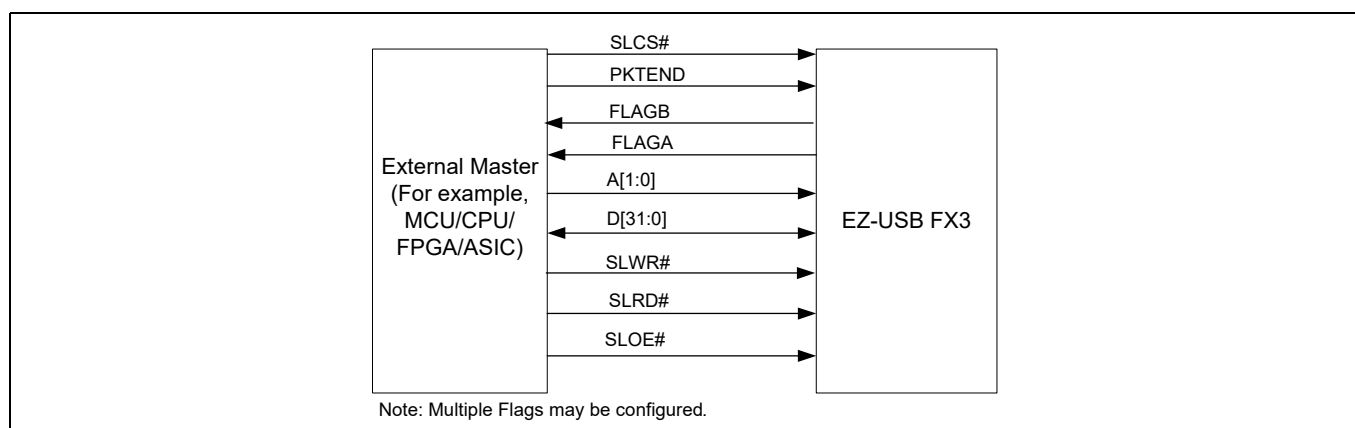 SLCS#
PKTEND
FLAGB
FLAGA
External Master
(For example,
MCU/CPU/
FPGA/ASIC)
A[1:0]
D[31:0]
EZ-USB FX3
SLWR#
SLRD#
SLOE#
Note: Multiple Flags may be configured.